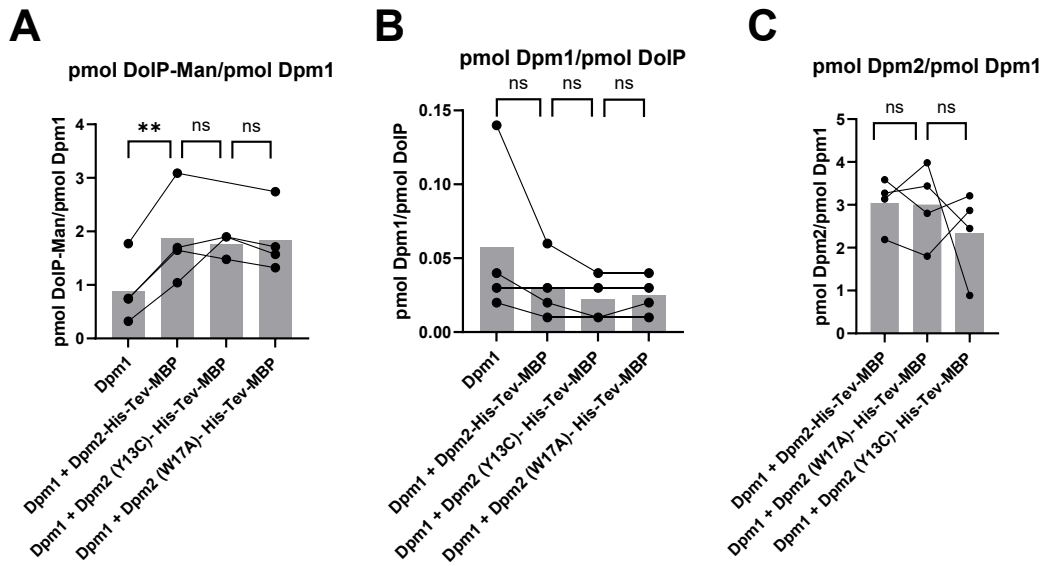 A
pmol DolP-Man/pmol Dpm1
pmol DolP-Man/pmol Dpm1
4
3
2
1
0
** ns ns
Dpm1
Dpm1 + Dpm2-His-Tev-MBP
Dpm1 + Dpm2 (Y13C)- His-Tev-MBP
Dpm1 + Dpm2 (W17A)- His-Tev-MBP
B
pmol Dpm1/pmol DolP
pmol Dpm1/pmol DolP
0.15
0.10
0.05
0.00
ns ns ns
Dpm1
Dpm1 + Dpm2-His-Tev-MBP
Dpm1 + Dpm2 (Y13C)- His-Tev-MBP
Dpm1 + Dpm2 (W17A)- His-Tev-MBP
C
pmol Dpm2/pmol Dpm1
pmol Dpm2/pmol Dpm1
5
4
3
2
1
0
ns ns
Dpm1 + Dpm2-His-Tev-MBP
Dpm1 + Dpm2 (W17A)- His-Tev-MBP
Dpm1 + Dpm2 (Y13C)- His-Tev-MBP